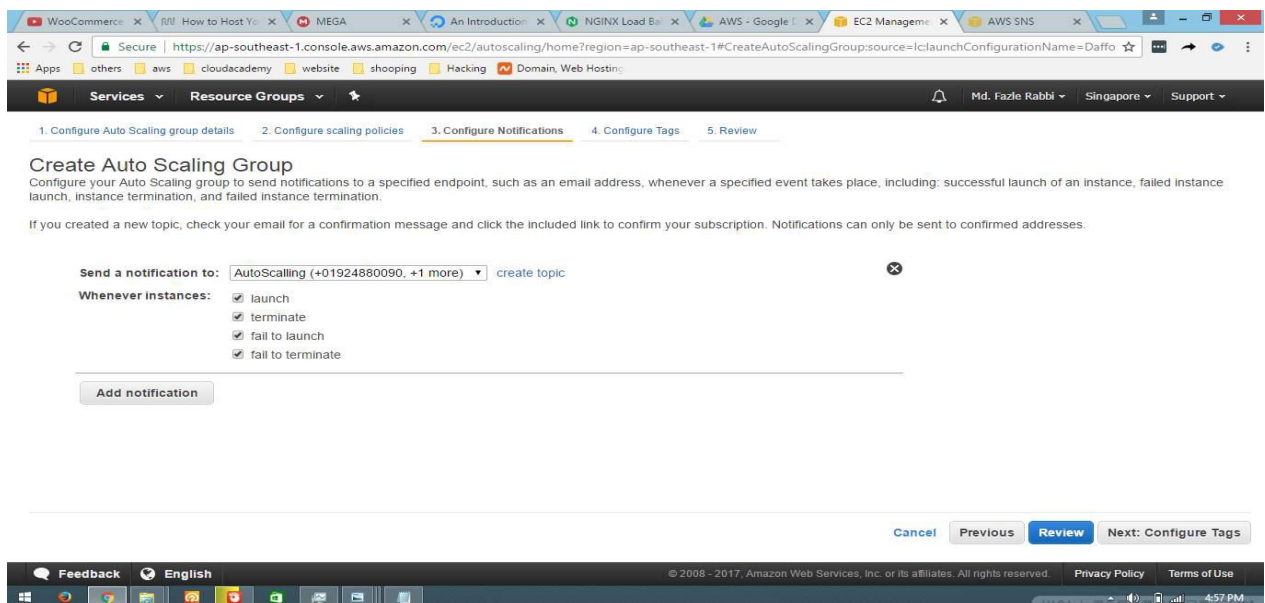 WooCommerce
How to Host Yo
MEGA
An Introduction
NGINX Load Bal
AWS - Google D
EC2 Manageme
AWS SNS
Secure | https://ap-southeast-1.console.aws.amazon.com/ec2/autoscaling/home?region=ap-southeast-1#CreateAutoScalingGroup:source=lc;launchConfigurationName=Daffo
Apps others aws cloudacademy website shooping Hacking Domain, Web Hosting
Services Resource Groups Md. Fazle Rabbi Singapore Support
1. Configure Auto Scaling group details 2. Configure scaling policies 3. Configure Notifications 4. Configure Tags 5. Review
Create Auto Scaling Group
Configure your Auto Scaling group to send notifications to a specified endpoint, such as an email address, whenever a specified event takes place, including: successful launch of an instance, failed instance
launch, instance termination, and failed instance termination.
If you created a new topic, check your email for a confirmation message and click the included link to confirm your subscription. Notifications can only be sent to confirmed addresses.
Send a notification to: AutoScalling (+01924880090, +1 more) create topic
Whenever instances: launch
terminate
fail to launch
fail to terminate
Add notification
Cancel Previous Review Next: Configure Tags
Feedback English © 2008 - 2017, Amazon Web Services, Inc. or its affiliates. All rights reserved. Privacy Policy Terms of Use
4:57 PM